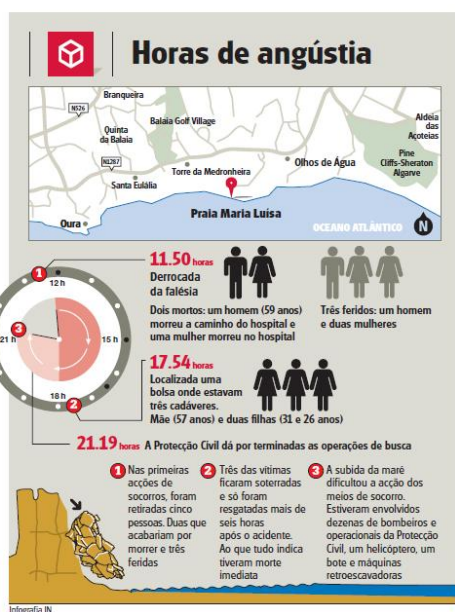 Horas de angústia
Branqueira
N526
Balaia Golf Village
Quinta
da Balaia
Aldeia
das
Açoteias
N1287
Pine
Cliffs-Sheraton
Algarve
Olhos de Água
Torre da Medronheira
Santa Eulália
Praia Maria Luísa
Oura
OCEANO ATLÂNTICO
N
11.50 horas
Derrocada
da falésia
Dois mortos: um homem (59 anos)
morreu a caminho do hospital e
uma mulher morreu no hospital
Três feridos: um homem
e duas mulheres
1
12 h
3
21 h
15 h
18 h
2
17.54 horas
Localizada uma
bolsa onde estavam
três cadáveres.
Mãe (57 anos) e duas filhas (31 e 26 anos)
21.19 horas A Protecção Civil dá por terminadas as operações de busca
1 Nas primeiras
acções de
socorros, foram
retiradas cinco
pessoas. Duas que
acabariam por
morrer e três
feridas
2 Três das vítimas
ficaram soterradas
e só foram
resgatadas mais de
seis horas
após o acidente.
Ao que tudo indica
tiveram morte
imediata
3 A subida da maré
dificultou a acção dos
meios de socorro.
Estiveram envolvidos
dezenas de bombeiros e
operacionais da Protecção
Civil, um helicóptero, um
bote e máquinas
retroescavadoras
Infografia JN